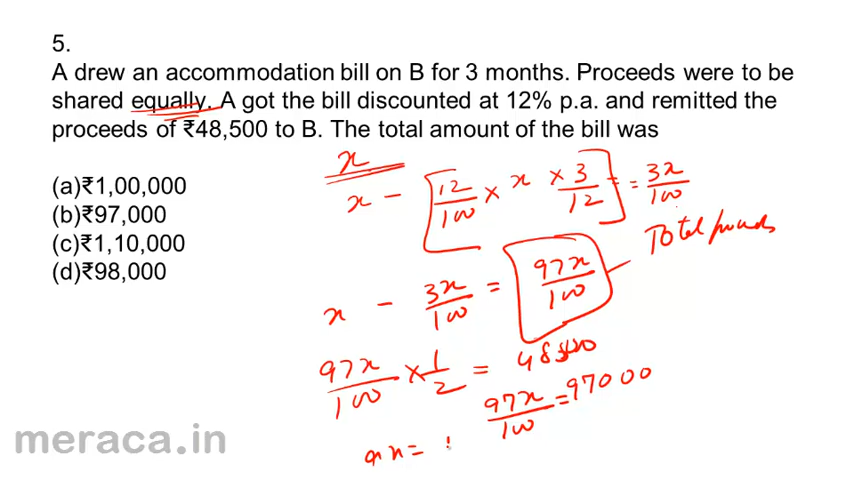 5.
A drew an accommodation bill on B for 3 months. Proceeds were to be
shared equally. A got the bill discounted at 12% p.a. and remitted the
proceeds of ₹48,500 to B. The total amount of the bill was
x
(a)₹1,00,000
(b)₹97,000
(c)₹1,10,000
(d)₹98,000
x - [12/100 × x × 3/12] = = 3x/100
Total
x - 3x/100 = 97x/100
97x/100 × 1/2 =
97x/100 = 97000
x =
meraca.in